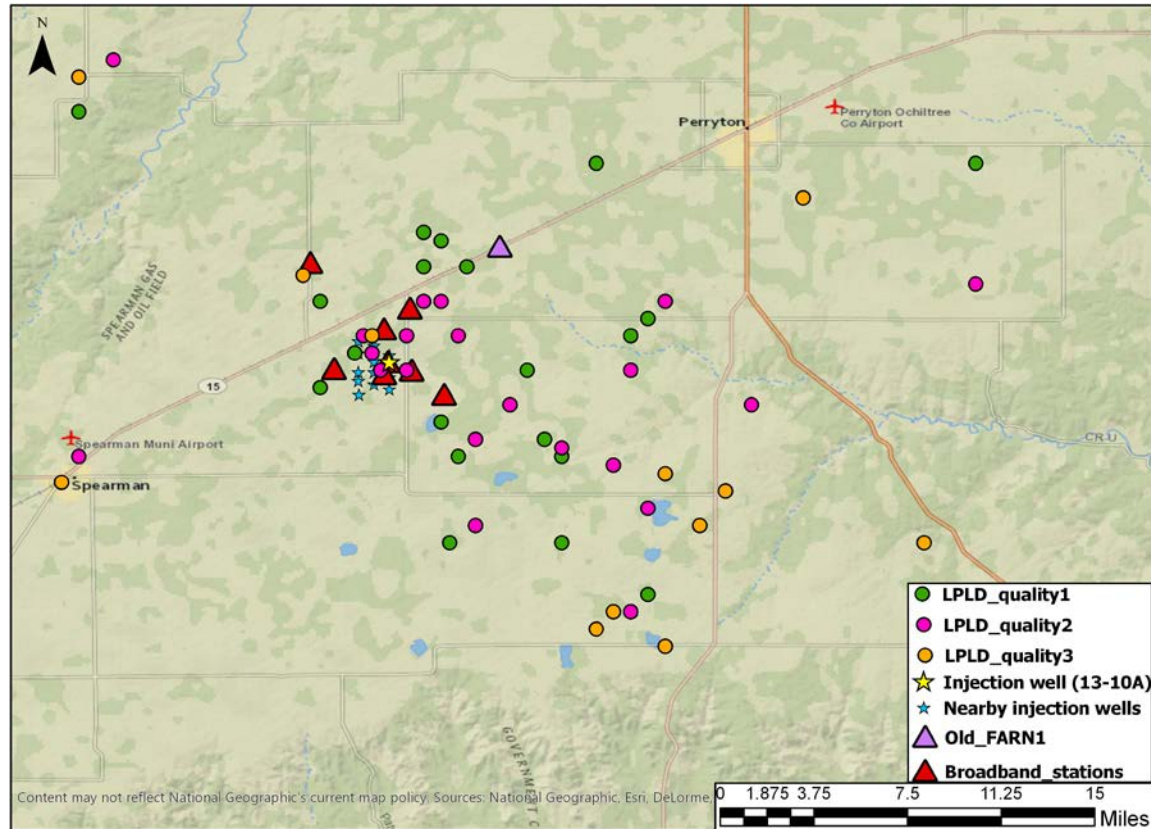 N
Perryton
Perryton Ochiltree
Co Airport
SPEARMAN GAS
AND OIL FIELD
15
Spearman Muni Airport
Spearman
LPLD_quality1
LPLD_quality2
LPLD_quality3
Injection well (13-10A)
Nearby injection wells
Old_FARN1
Broadband_stations
Content may not reflect National Geographic's current map policy. Sources: National Geographic, Esri, DeLorme,
0 1.875 3.75 7.5 11.25 15
Miles